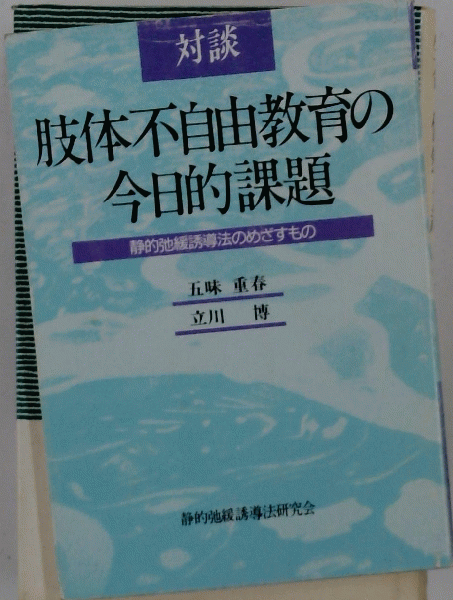 対談
肢体不自由教育の
今日的課題
静的弛緩誘導法のめざすもの
五味 重春
立川 博
静的弛緩誘導法研究会